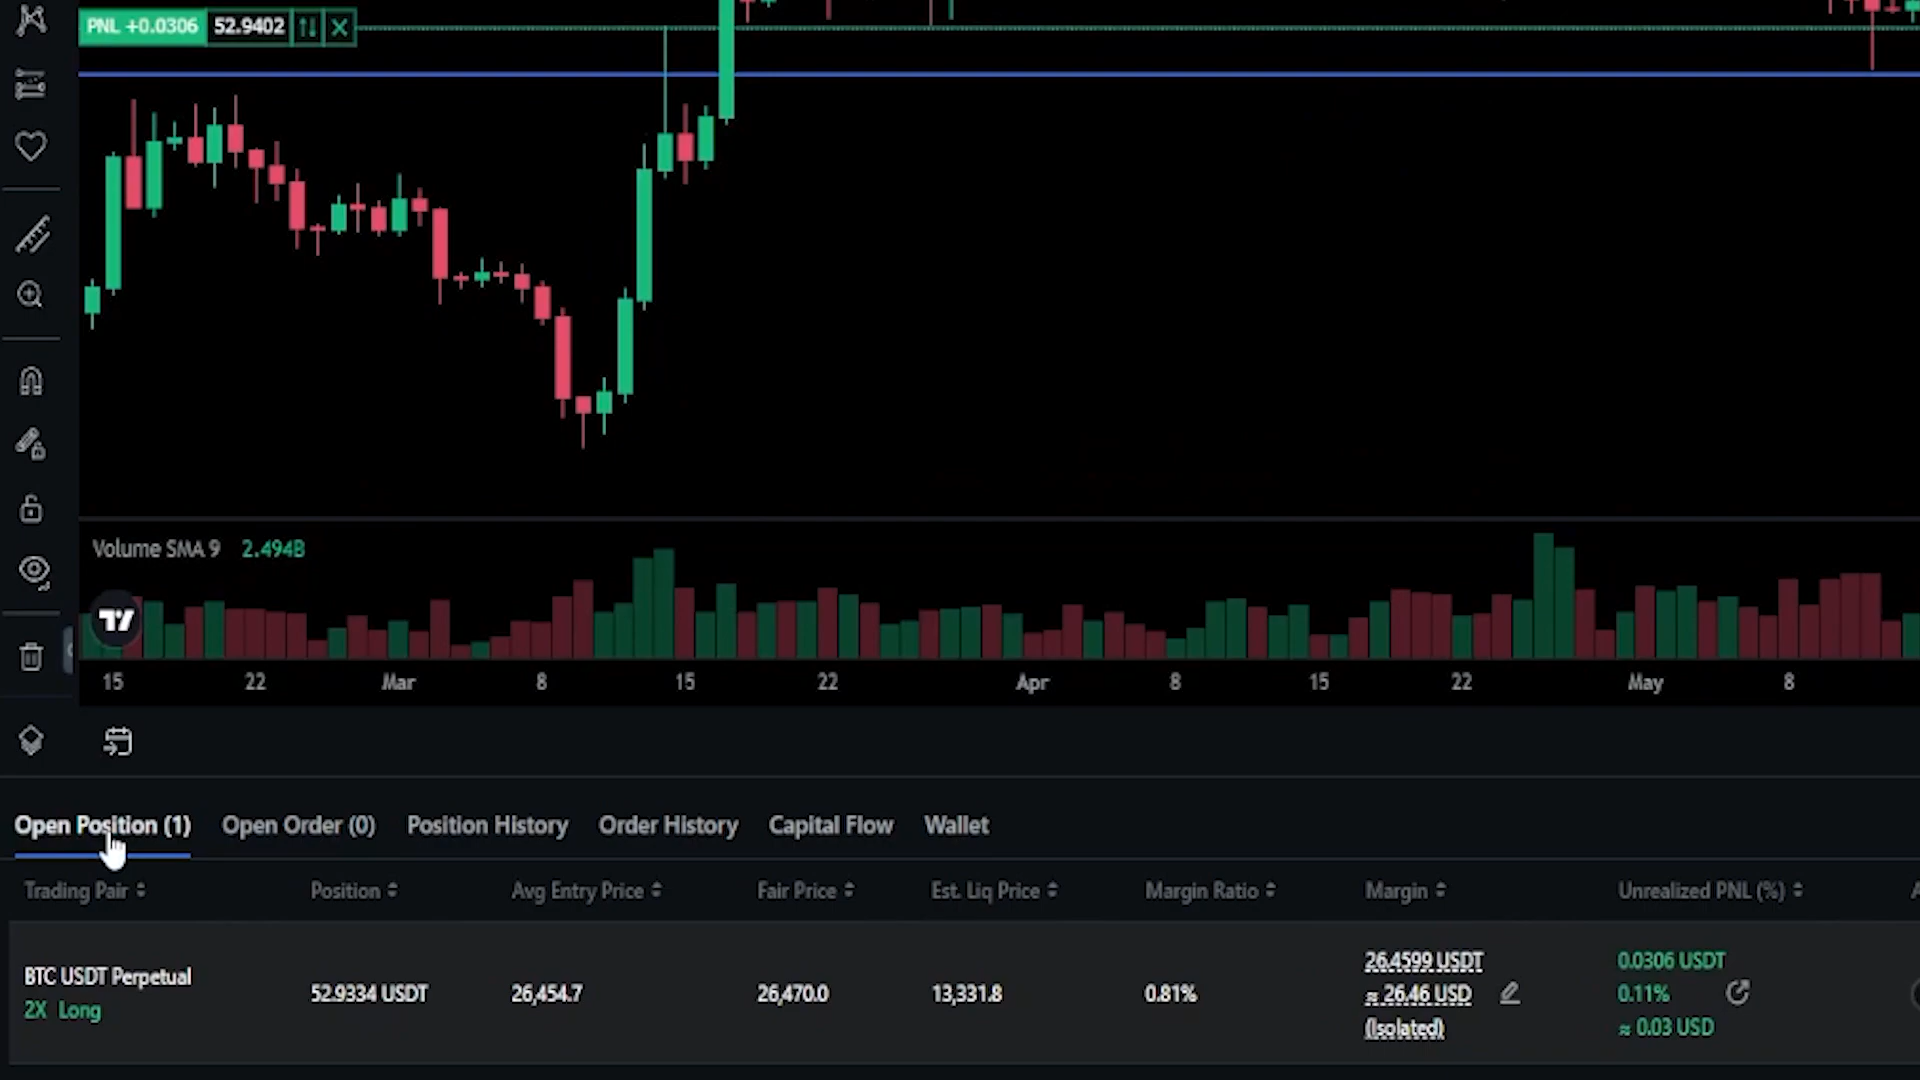 PNL +0.0306 52.9402
Volume SMA 9 2.494B
15 22 Mar 8 15 22 Apr 8 15 22 May 8
Open Position (1) Open Order (0) Position History Order History Capital Flow Wallet
Trading Pair Position Avg Entry Price Fair Price Est. Liq Price Margin Ratio Margin Unrealized PNL (%)
BTC USDT Perpetual
2X Long
52.9334 USDT
26,454.7
26,470.0
13,331.8
0.81%
26.4599 USDT
≈ 26.46 USD
(Isolated)
0.0306 USDT
0.11%
≈ 0.03 USD